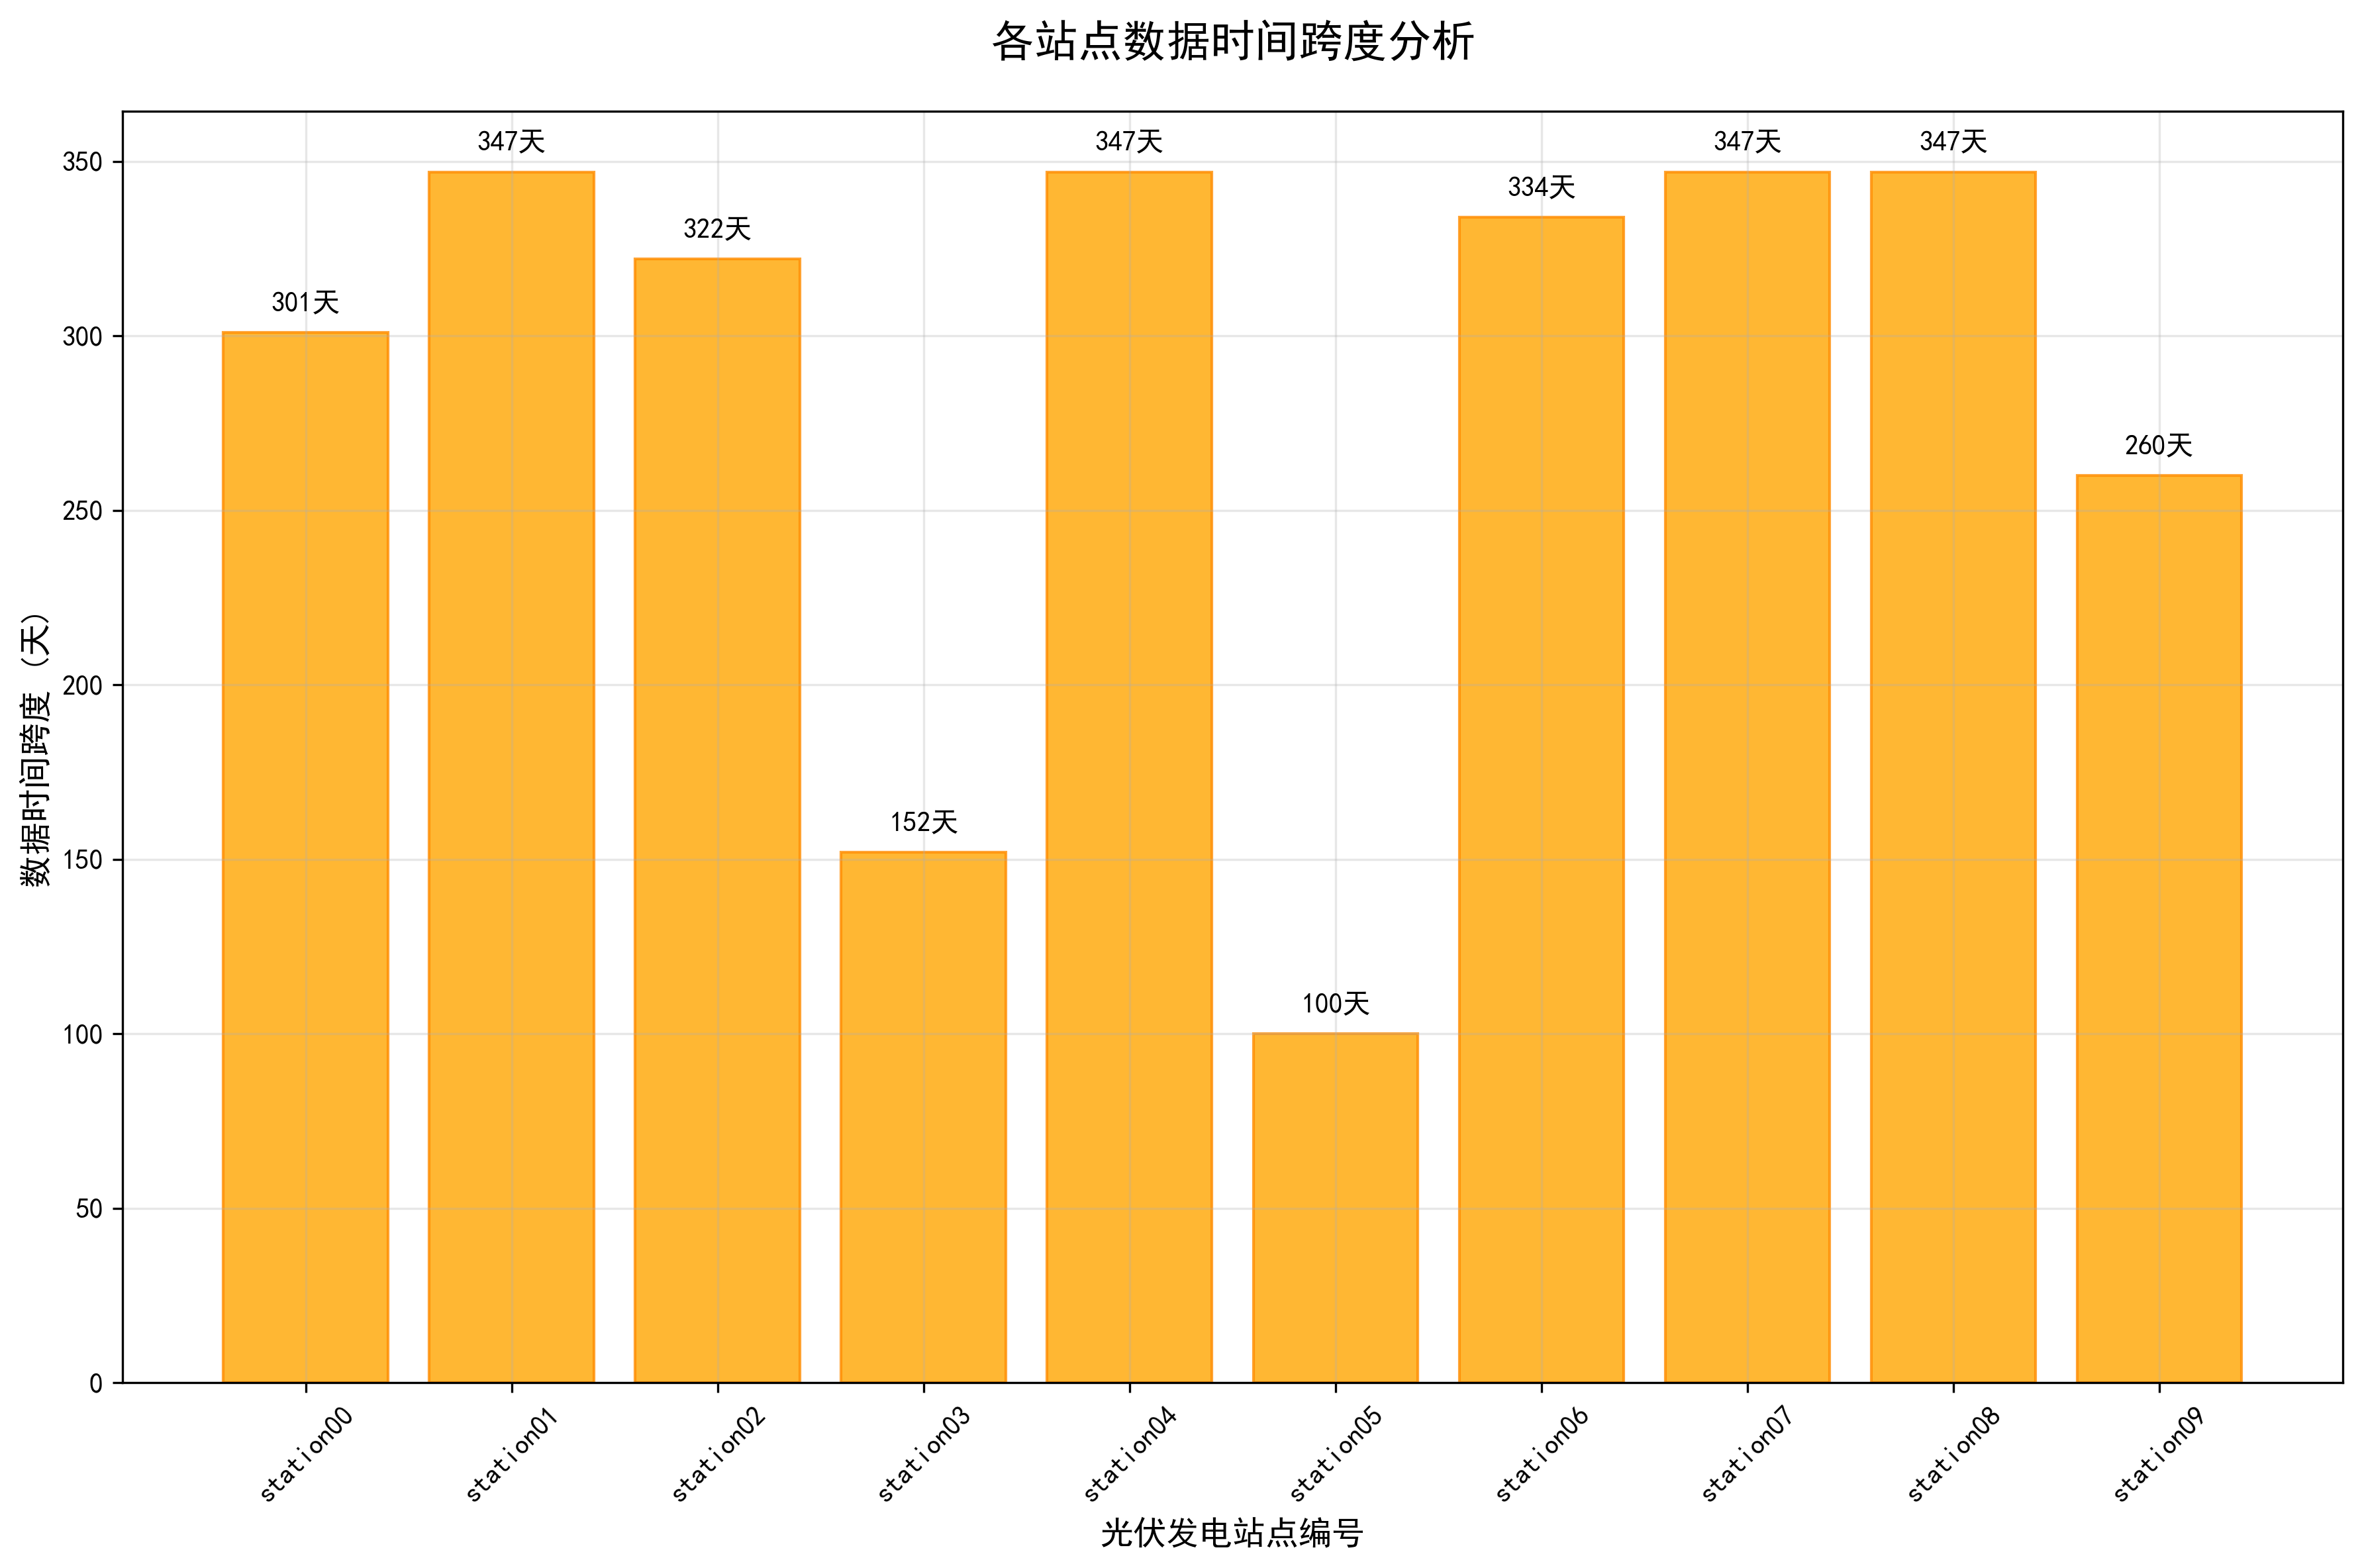 各站点数据时间跨度分析
数据时间跨度（天）
350
300
250
200
150
100
50
0
301天
347天
322天
152天
347天
100天
334天
347天
347天
260天
station00
station01
station02
station03
station04
station05
station06
station07
station08
station09
光伏发电站点编号